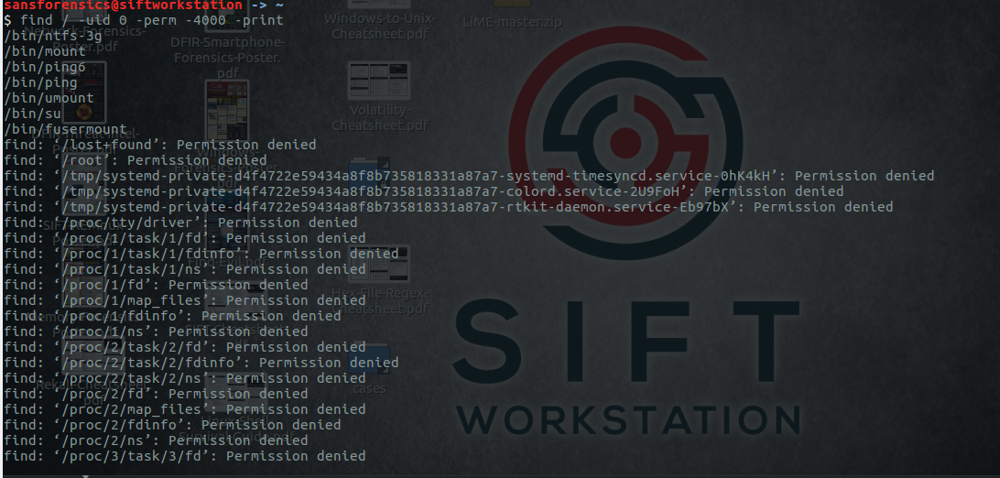 sansforensics@siftworkstation -> ~
$ find / -uid 0 -perm -4000 -print
/bin/ntfs-3g
/bin/mount
/bin/ping6
/bin/ping
/bin/umount
/bin/su
/bin/fusermount
find: ‘/lost+found’: Permission denied
find: ‘/root’: Permission denied
find: ‘/tmp/systemd-private-d4f4722e59434a8f8b735818331a87a7-systemd-timesyncd.service-0hK4kH’: Permission denied
find: ‘/tmp/systemd-private-d4f4722e59434a8f8b735818331a87a7-colord.service-2U9FoH’: Permission denied
find: ‘/tmp/systemd-private-d4f4722e59434a8f8b735818331a87a7-rtkit-daemon.service-Eb97bX’: Permission denied
find: ‘/proc/tty/driver’: Permission denied
find: ‘/proc/1/task/1/fd’: Permission denied
find: ‘/proc/1/task/1/fdinfo’: Permission denied
find: ‘/proc/1/task/1/ns’: Permission denied
find: ‘/proc/1/fd’: Permission denied
find: ‘/proc/1/map_files’: Permission denied
find: ‘/proc/1/fdinfo’: Permission denied
find: ‘/proc/1/ns’: Permission denied
find: ‘/proc/2/task/2/fd’: Permission denied
find: ‘/proc/2/task/2/fdinfo’: Permission denied
find: ‘/proc/2/task/2/ns’: Permission denied
find: ‘/proc/2/fd’: Permission denied
find: ‘/proc/2/map_files’: Permission denied
find: ‘/proc/2/fdinfo’: Permission denied
find: ‘/proc/2/ns’: Permission denied
find: ‘/proc/3/task/3/fd’: Permission denied
Network-Forensics-
Poster.pdf
DFIR-Smartphone-
Forensics-Poster.
pdf
Windows-to-Unix-
Cheatsheet.pdf
LiME-master.zip
Volatility-
Cheatsheet.pdf
Find-Evil.pdf
Hex-File-Regex-
Cheatsheet.pdf
Rekall-Cheatsheet.
pdf
cases
SIFT
WORKSTATION